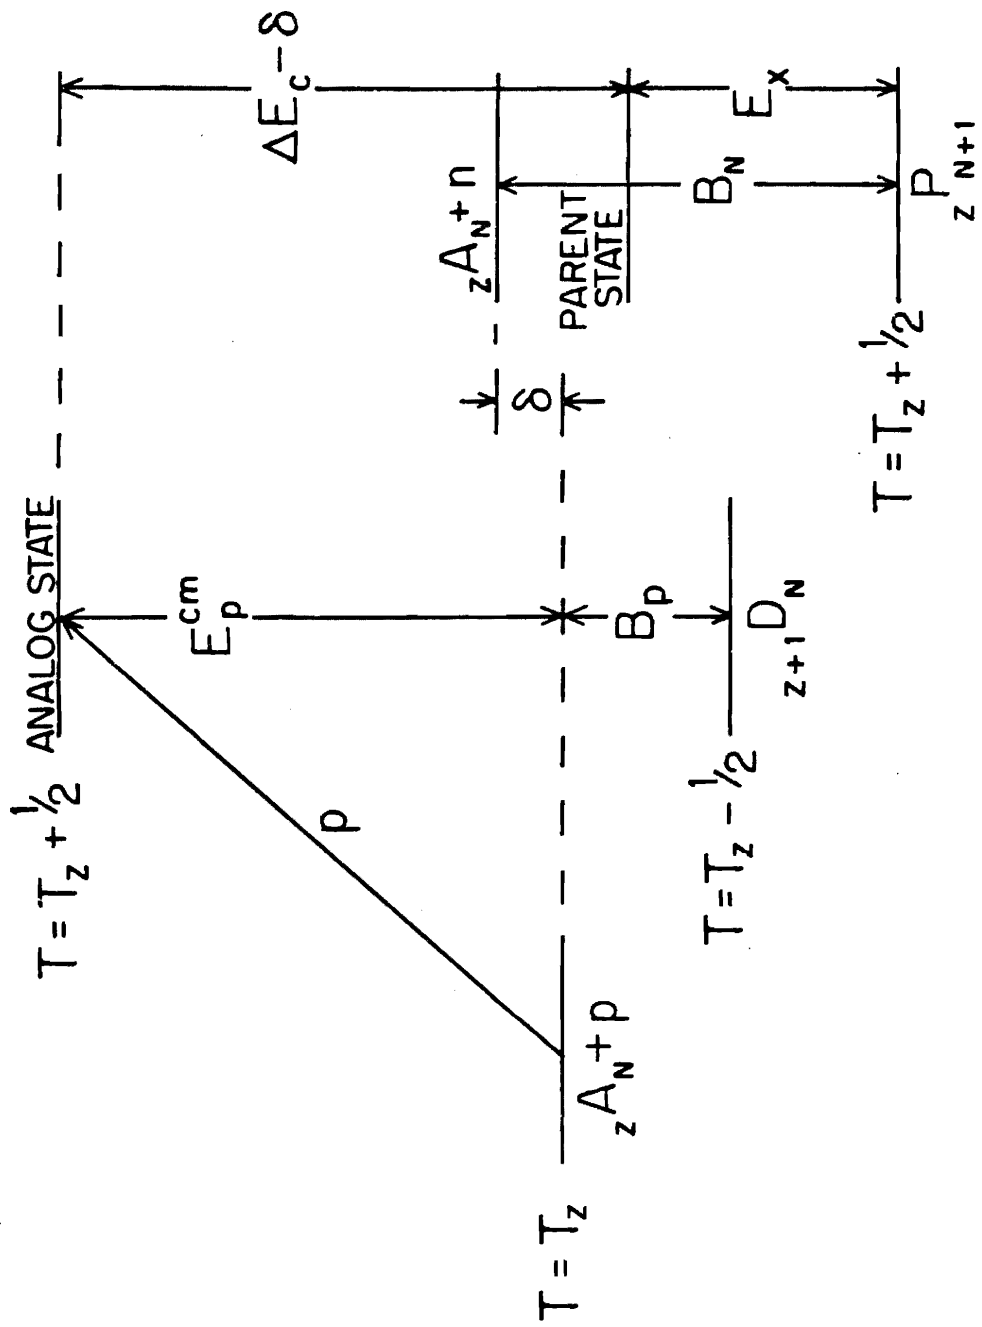 T = T_z + 1/2 ANALOG STATE
ΔE_c - δ
E_p^cm
p
_zA_N + n
δ
PARENT
STATE
T = T_z
_zA_N + p
B_p
B_N
E_x
T = T_z - 1/2
_{z+1}D_N
T = T_z + 1/2
_zP_{N+1}